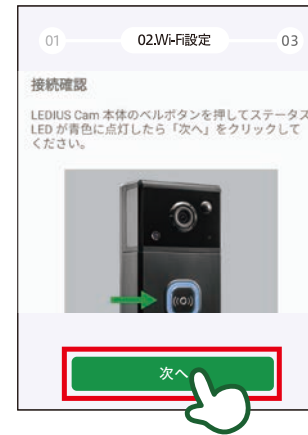 01 02.Wi-Fi設定 03
接続確認
LEDIUS Cam 本体のベルボタンを押してステータス
LED が青色に点灯したら「次へ」をクリックして
ください。
次へ